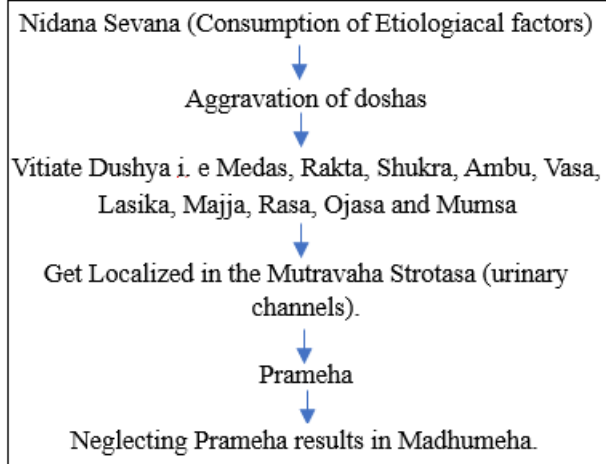 Nidana Sevana (Consumption of Etiologiacal factors)
Aggravation of doshas
Vitiate Dushya i. e Medas, Rakta, Shukra, Ambu, Vasa,
Lasika, Majja, Rasa, Ojasa and Mumsa
Get Localized in the Mutravaha Strotasa (urinary
channels).
Prameha
Neglecting Prameha results in Madhumeha.